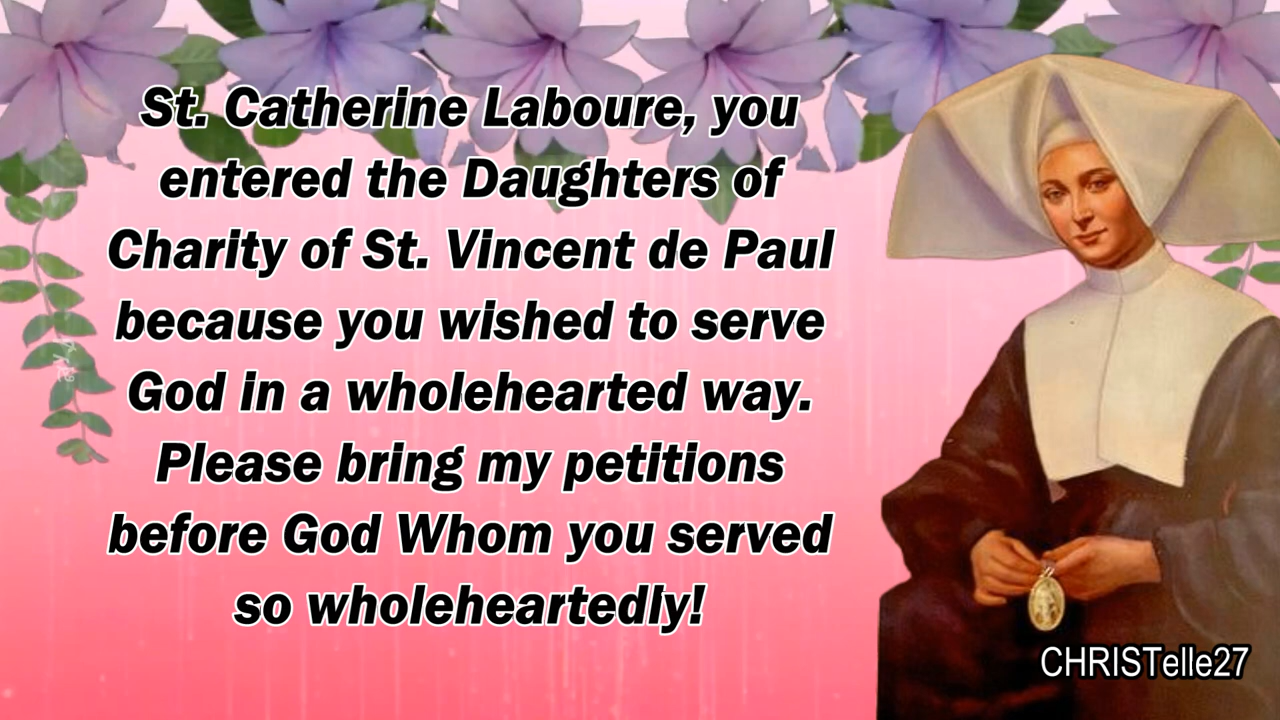 St. Catherine Laboure, you
entered the Daughters of
Charity of St. Vincent de Paul
because you wished to serve
God in a wholehearted way.
Please bring my petitions
before God Whom you served
so wholeheartedly!
CHRISTelle27